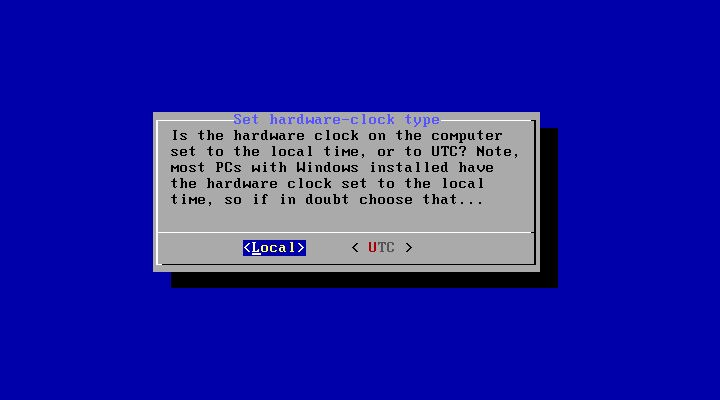 Set hardware-clock type
Is the hardware clock on the computer
set to the local time, or to UTC? Note,
most PCs with Windows installed have
the hardware clock set to the local
time, so if in doubt choose that...
<Local> < UTC >